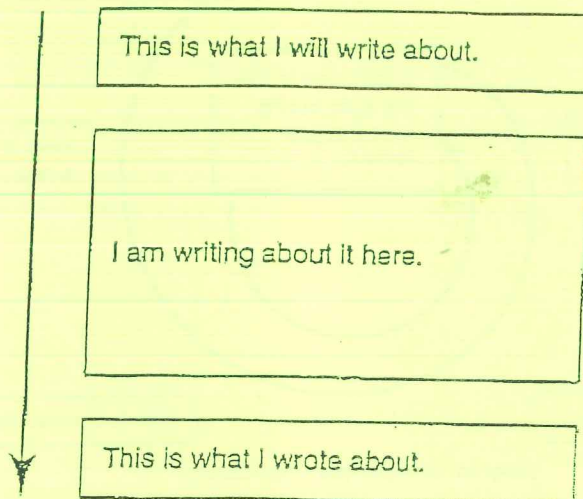 This is what I will write about.
I am writing about it here.
This is what I wrote about.